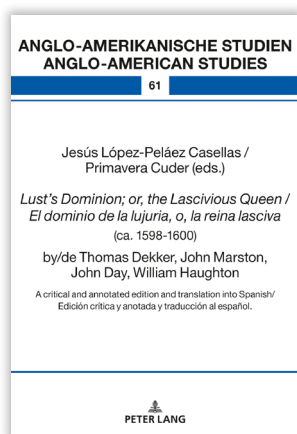 ANGLO-AMERIKANISCHE STUDIEN
ANGLO-AMERICAN STUDIES
61
Jesús López-Peláez Casellas /
Primavera Cuder (eds.)
Lust's Dominion; or, the Lascivious Queen /
El dominio de la lujuria, o, la reina lasciva
(ca. 1598-1600)
by/de Thomas Dekker, John Marston,
John Day, William Haughton
A critical and annotated edition and translation into Spanish/
Edición crítica y anotada y traducción al español.
PETER LANG